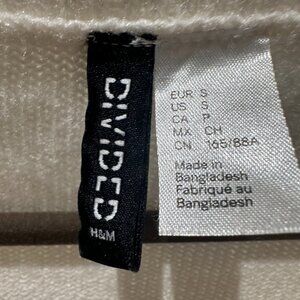 DIVIDED
H&M
EUR S
US S
CA P
MX CH
CN 165/88A
Made in
Bangladesh
Fabriqué au
Bangladesh